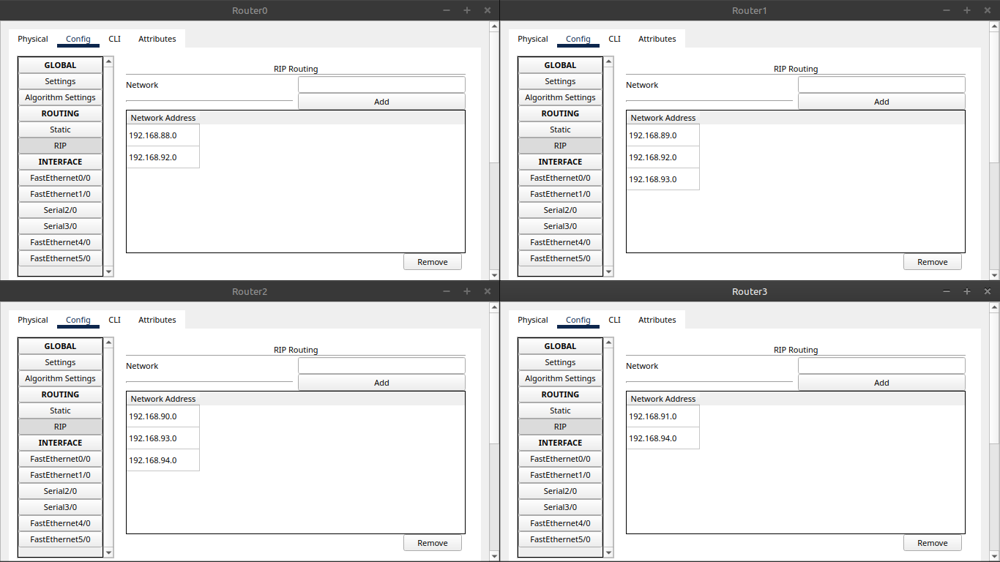 Router0
Physical Config CLI Attributes
GLOBAL
Settings
Algorithm Settings
ROUTING
Static
RIP
INTERFACE
FastEthernet0/0
FastEthernet1/0
Serial2/0
Serial3/0
FastEthernet4/0
FastEthernet5/0
RIP Routing
Network
Add
Network Address
192.168.88.0
192.168.92.0
Remove
Router1
Physical Config CLI Attributes
GLOBAL
Settings
Algorithm Settings
ROUTING
Static
RIP
INTERFACE
FastEthernet0/0
FastEthernet1/0
Serial2/0
Serial3/0
FastEthernet4/0
FastEthernet5/0
RIP Routing
Network
Add
Network Address
192.168.89.0
192.168.92.0
192.168.93.0
Remove
Router2
Physical Config CLI Attributes
GLOBAL
Settings
Algorithm Settings
ROUTING
Static
RIP
INTERFACE
FastEthernet0/0
FastEthernet1/0
Serial2/0
Serial3/0
FastEthernet4/0
FastEthernet5/0
RIP Routing
Network
Add
Network Address
192.168.90.0
192.168.93.0
192.168.94.0
Remove
Router3
Physical Config CLI Attributes
GLOBAL
Settings
Algorithm Settings
ROUTING
Static
RIP
INTERFACE
FastEthernet0/0
FastEthernet1/0
Serial2/0
Serial3/0
FastEthernet4/0
FastEthernet5/0
RIP Routing
Network
Add
Network Address
192.168.91.0
192.168.94.0
Remove